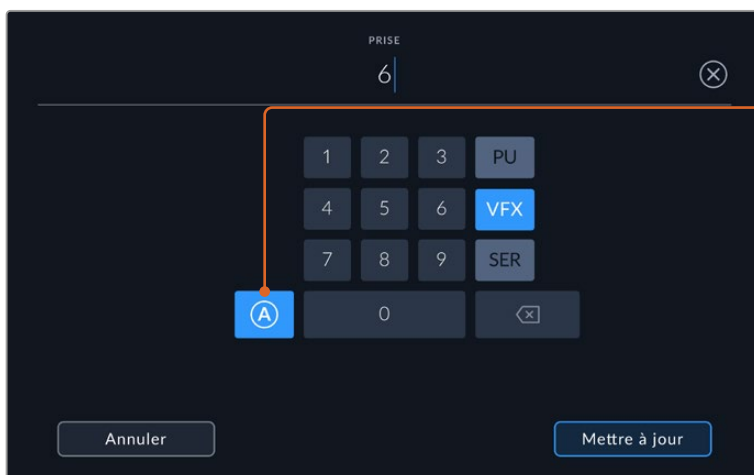 PRISE
6
1 2 3 PU
4 5 6 VFX
7 8 9 SER
A 0
Annuler Mettre à jour